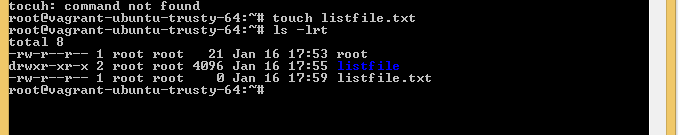 tocuh: command not found
root@vagrant-ubuntu-trusty-64:~# touch listfile.txt
root@vagrant-ubuntu-trusty-64:~# ls -lrt
total 8
-rw-r--r-- 1 root root   21 Jan 16 17:53 root
drwxr-xr-x 2 root root 4096 Jan 16 17:55 listfile
-rw-r--r-- 1 root root    0 Jan 16 17:59 listfile.txt
root@vagrant-ubuntu-trusty-64:~#